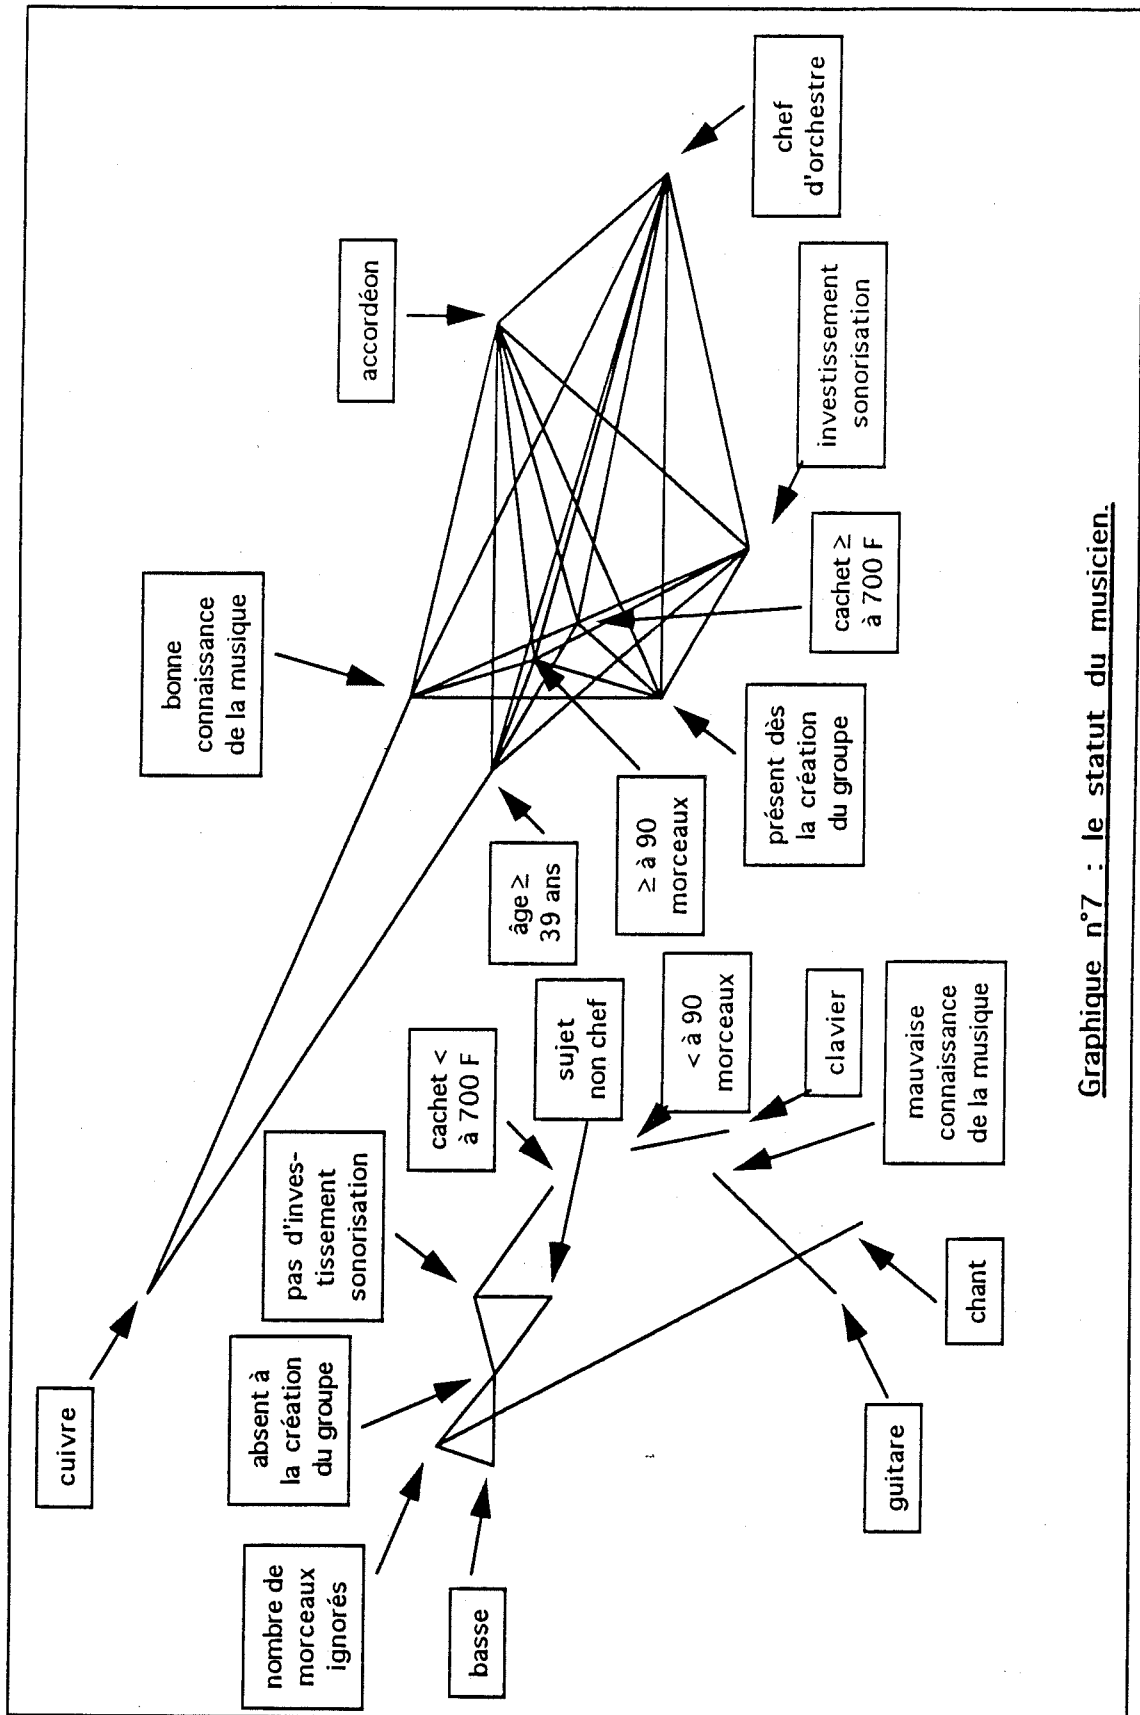 cuivre
nombre de
morceaux
ignorés
basse
absent à
la création
du groupe
pas d'inves-
tissement
sonorisation
cachet <
à 700 F
sujet
non chef
< à 90
morceaux
clavier
mauvaise
connaissance
de la musique
chant
guitare
bonne
connaissance
de la musique
âge ≥
39 ans
≥ à 90
morceaux
présent dès
la création
du groupe
cachet ≥
à 700 F
accordéon
investissement
sonorisation
chef
d'orchestre
Graphique n°7 : le statut du musicien.